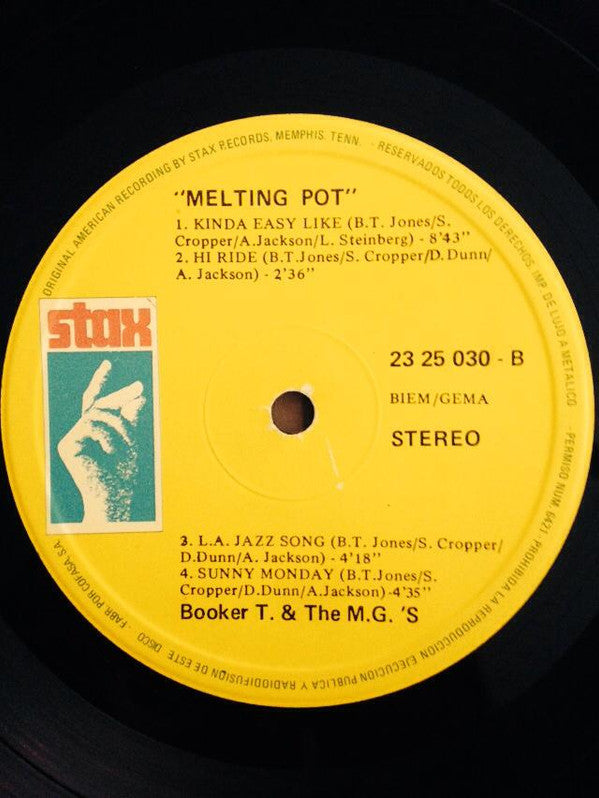 ORIGINAL AMERICAN RECORDING BY STAX RECORDS, MEMPHIS, TENN. • RESERVADOS TODOS LOS DERECHOS, IMP. DE LUJO A METALICO • PERMISO NUM. 6421 PROHIBIDA LA REPRODUCCION EJECUCION PUBLICA Y RADIODIFUSION DE ESTE DISCO • FABR POR COFASA, S.A.
"MELTING POT"
1. KINDA EASY LIKE (B.T. Jones/S.
Cropper/A.Jackson/L. Steinberg) - 8'43"
2. HI RIDE (B.T.Jones/S. Cropper/D. Dunn/
A. Jackson) - 2'36"
stax
23 25 030 - B
BIEM/GEMA
STEREO
3. L.A. JAZZ SONG (B.T. Jones/S. Cropper/
D.Dunn/A. Jackson) - 4'18"
4. SUNNY MONDAY (B.T.Jones/S.
Cropper/D.Dunn/A.Jackson)-4'35"
Booker T. & The M.G. 'S